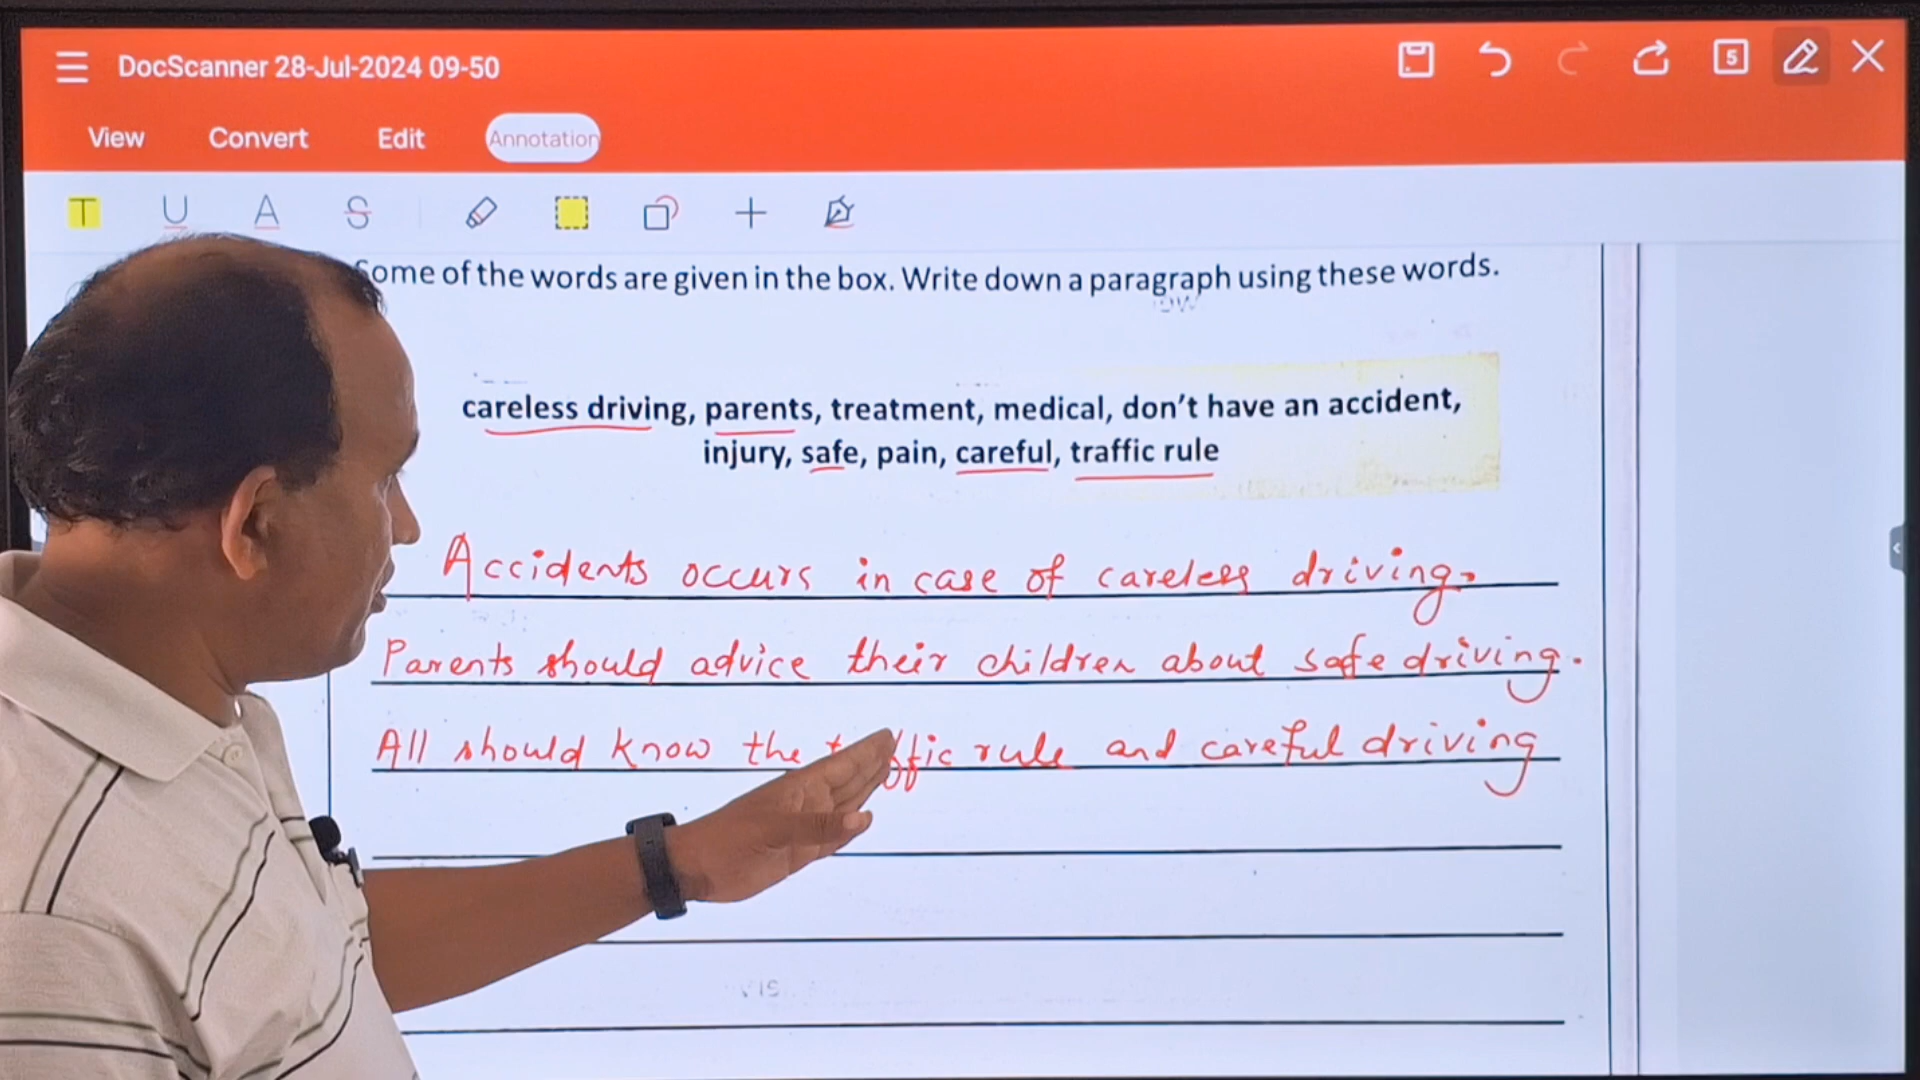 DocScanner 28-Jul-2024 09-50
5
View Convert Edit Annotation
T U A S
Some of the words are given in the box. Write down a paragraph using these words.
careless driving, parents, treatment, medical, don't have an accident,
injury, safe, pain, careful, traffic rule
Accidents occurs in case of careless driving.
Parents should advice their children about safe driving.
All should know the traffic rule and careful driving